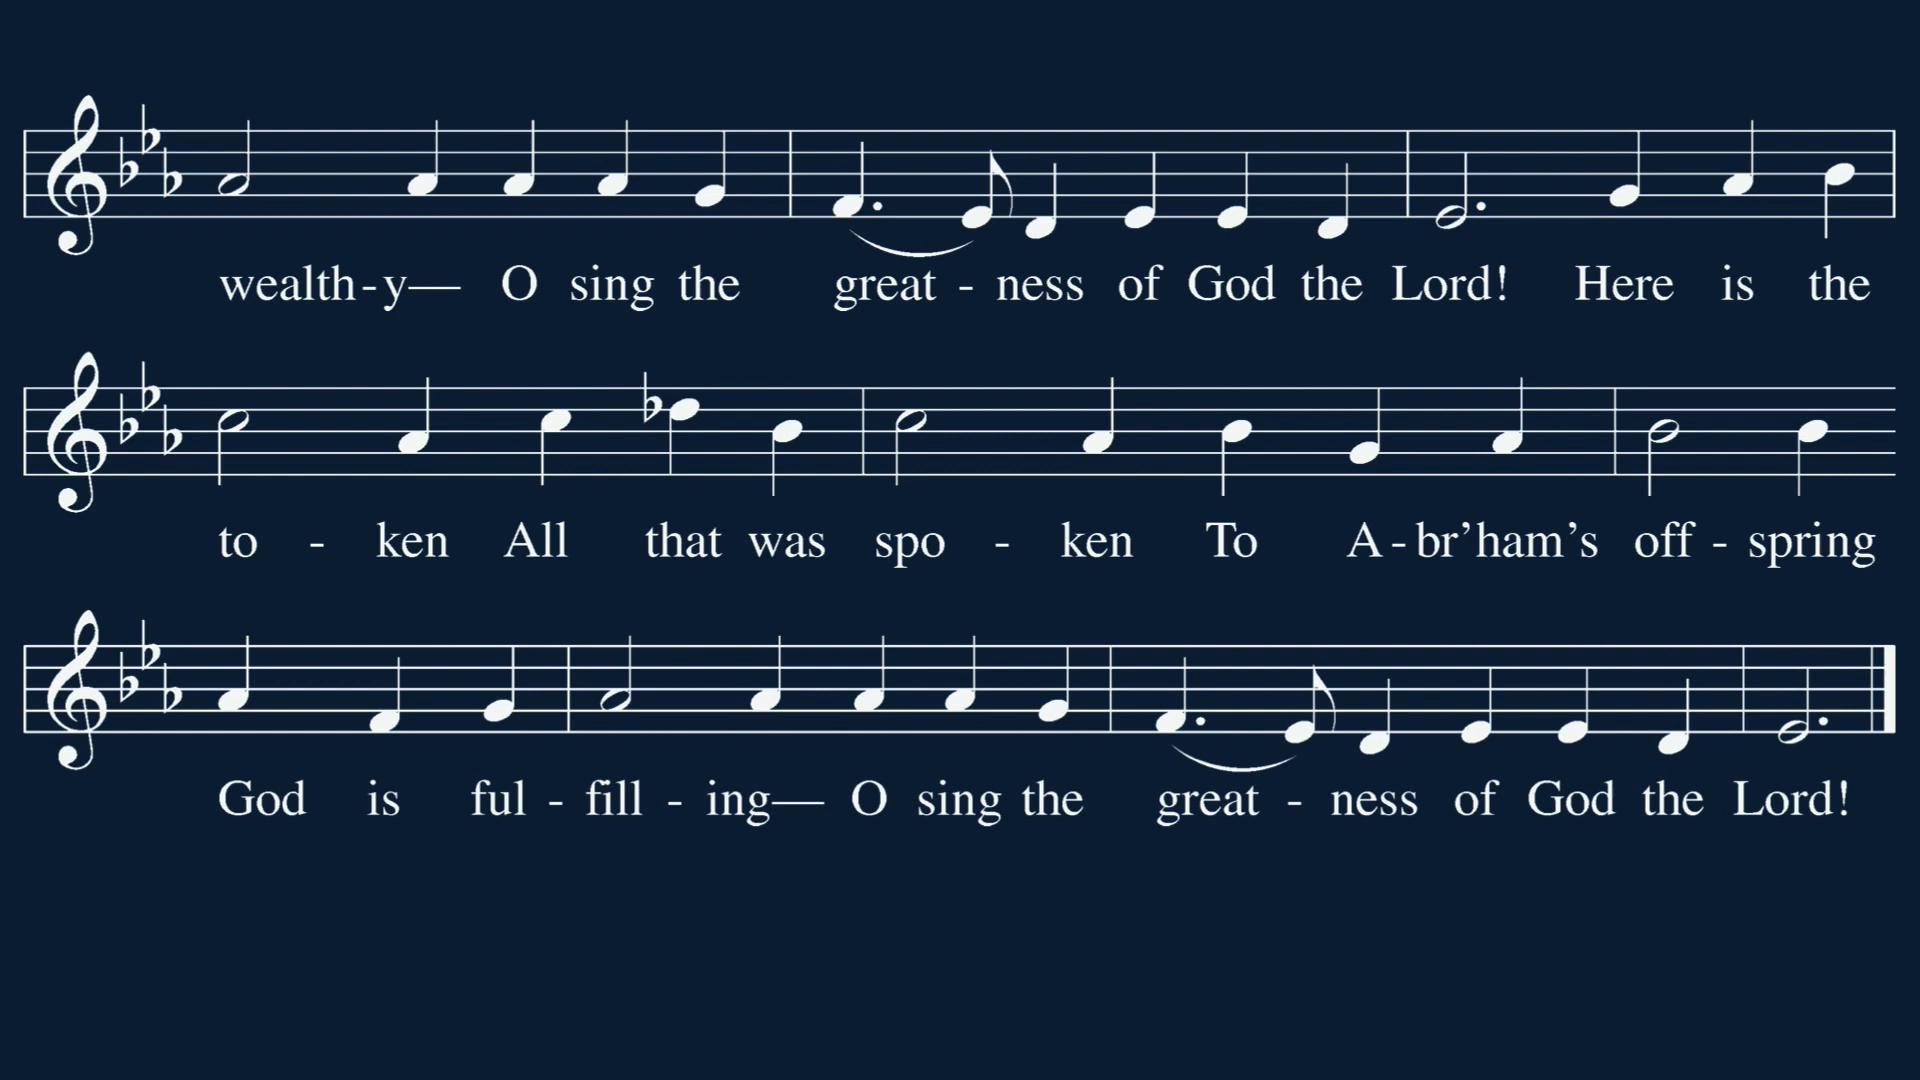 wealth-y— O sing the great - ness of God the Lord! Here is the
to - ken All that was spo - ken To A-br’ham’s off - spring
God is ful - fill - ing— O sing the great - ness of God the Lord!